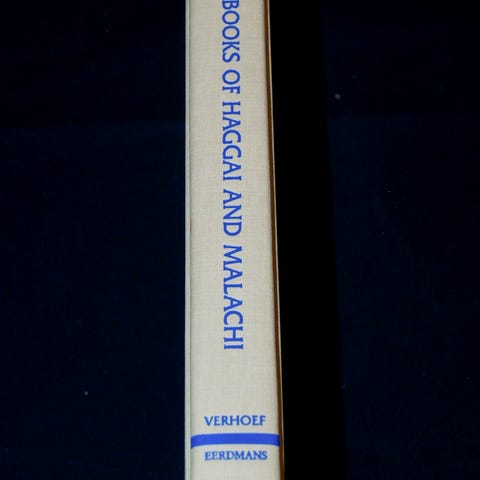 BOOKS OF HAGGAI AND MALACHI
VERHOEF
EERDMANS